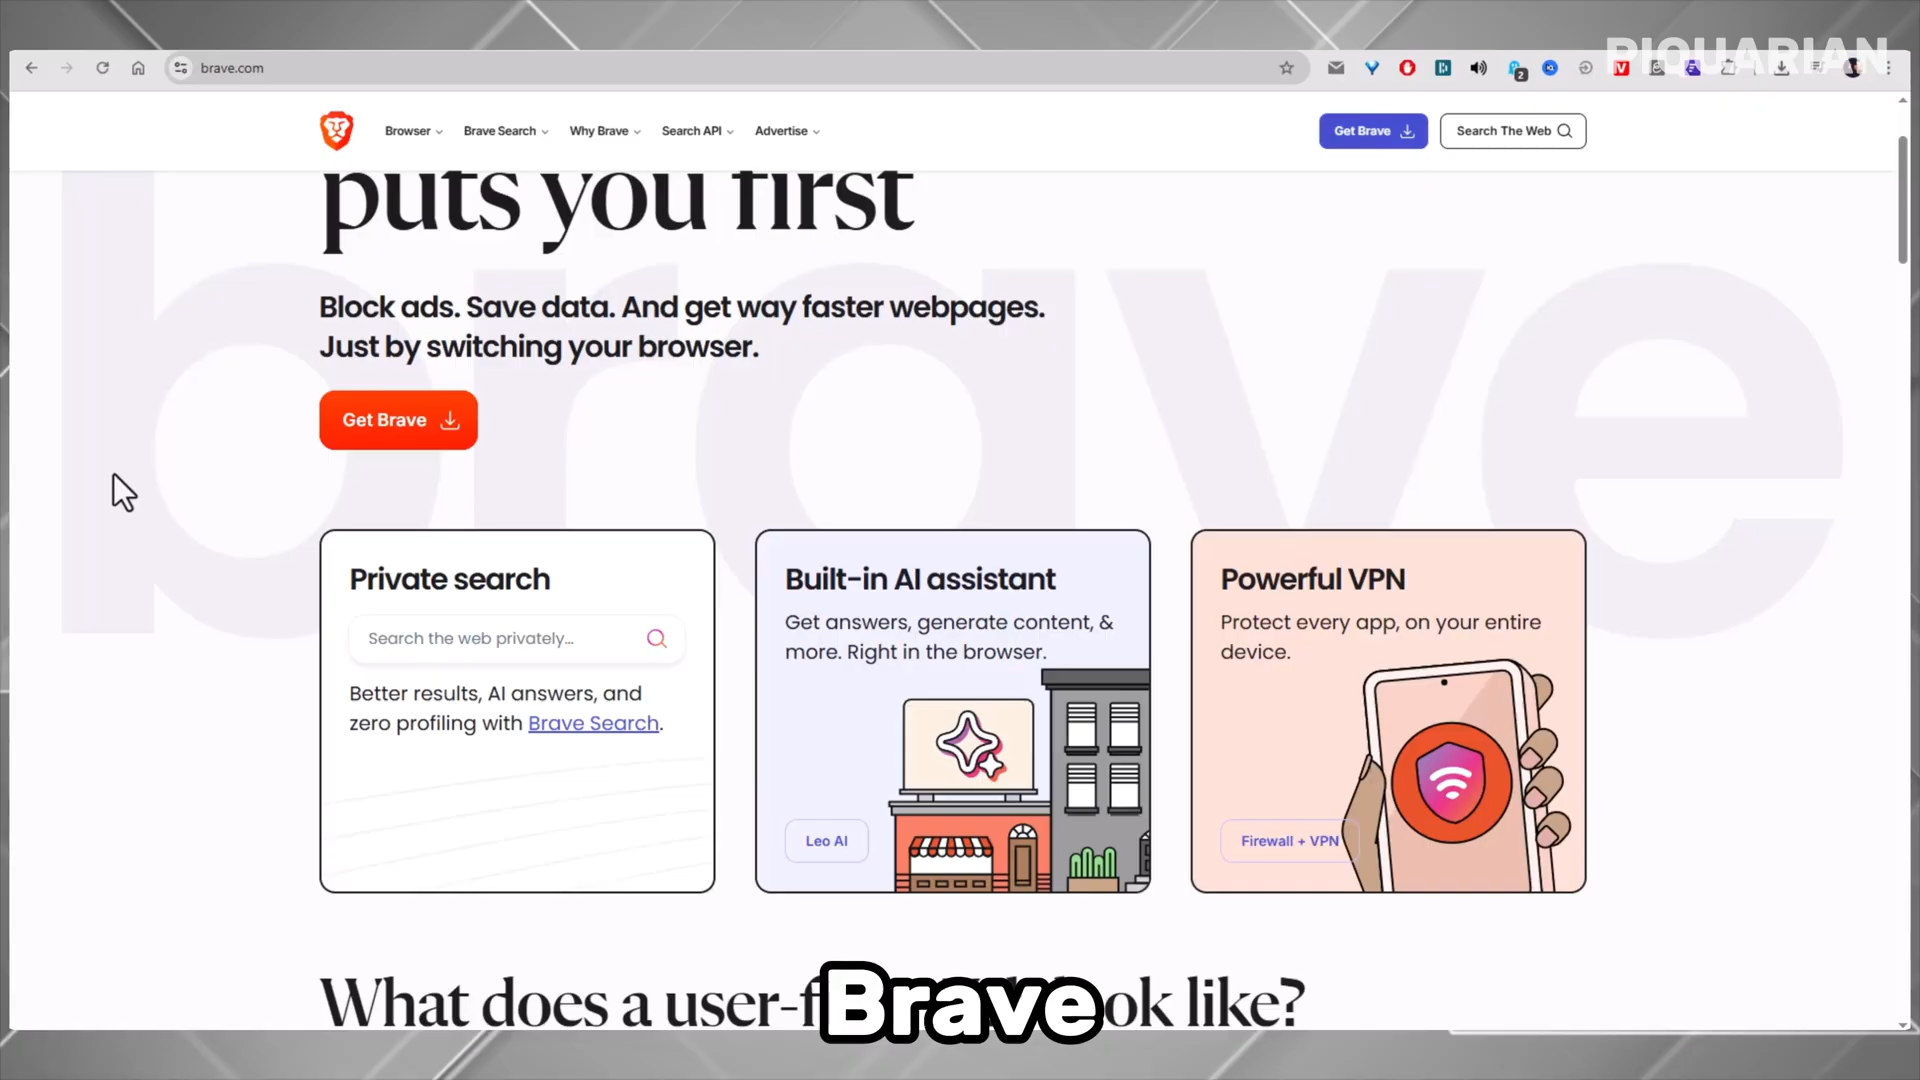 PIQUARIAN
brave.com
2
Browser
Brave Search
Why Brave
Search API
Advertise
Get Brave
Search The Web
puts you first
brave
Block ads. Save data. And get way faster webpages.
Just by switching your browser.
Get Brave
Private search
Search the web privately...
Better results, AI answers, and
zero profiling with Brave Search.
Built-in AI assistant
Get answers, generate content, &
more. Right in the browser.
Leo AI
Powerful VPN
Protect every app, on your entire
device.
Firewall + VPN
What does a user-f ok like?
Brave